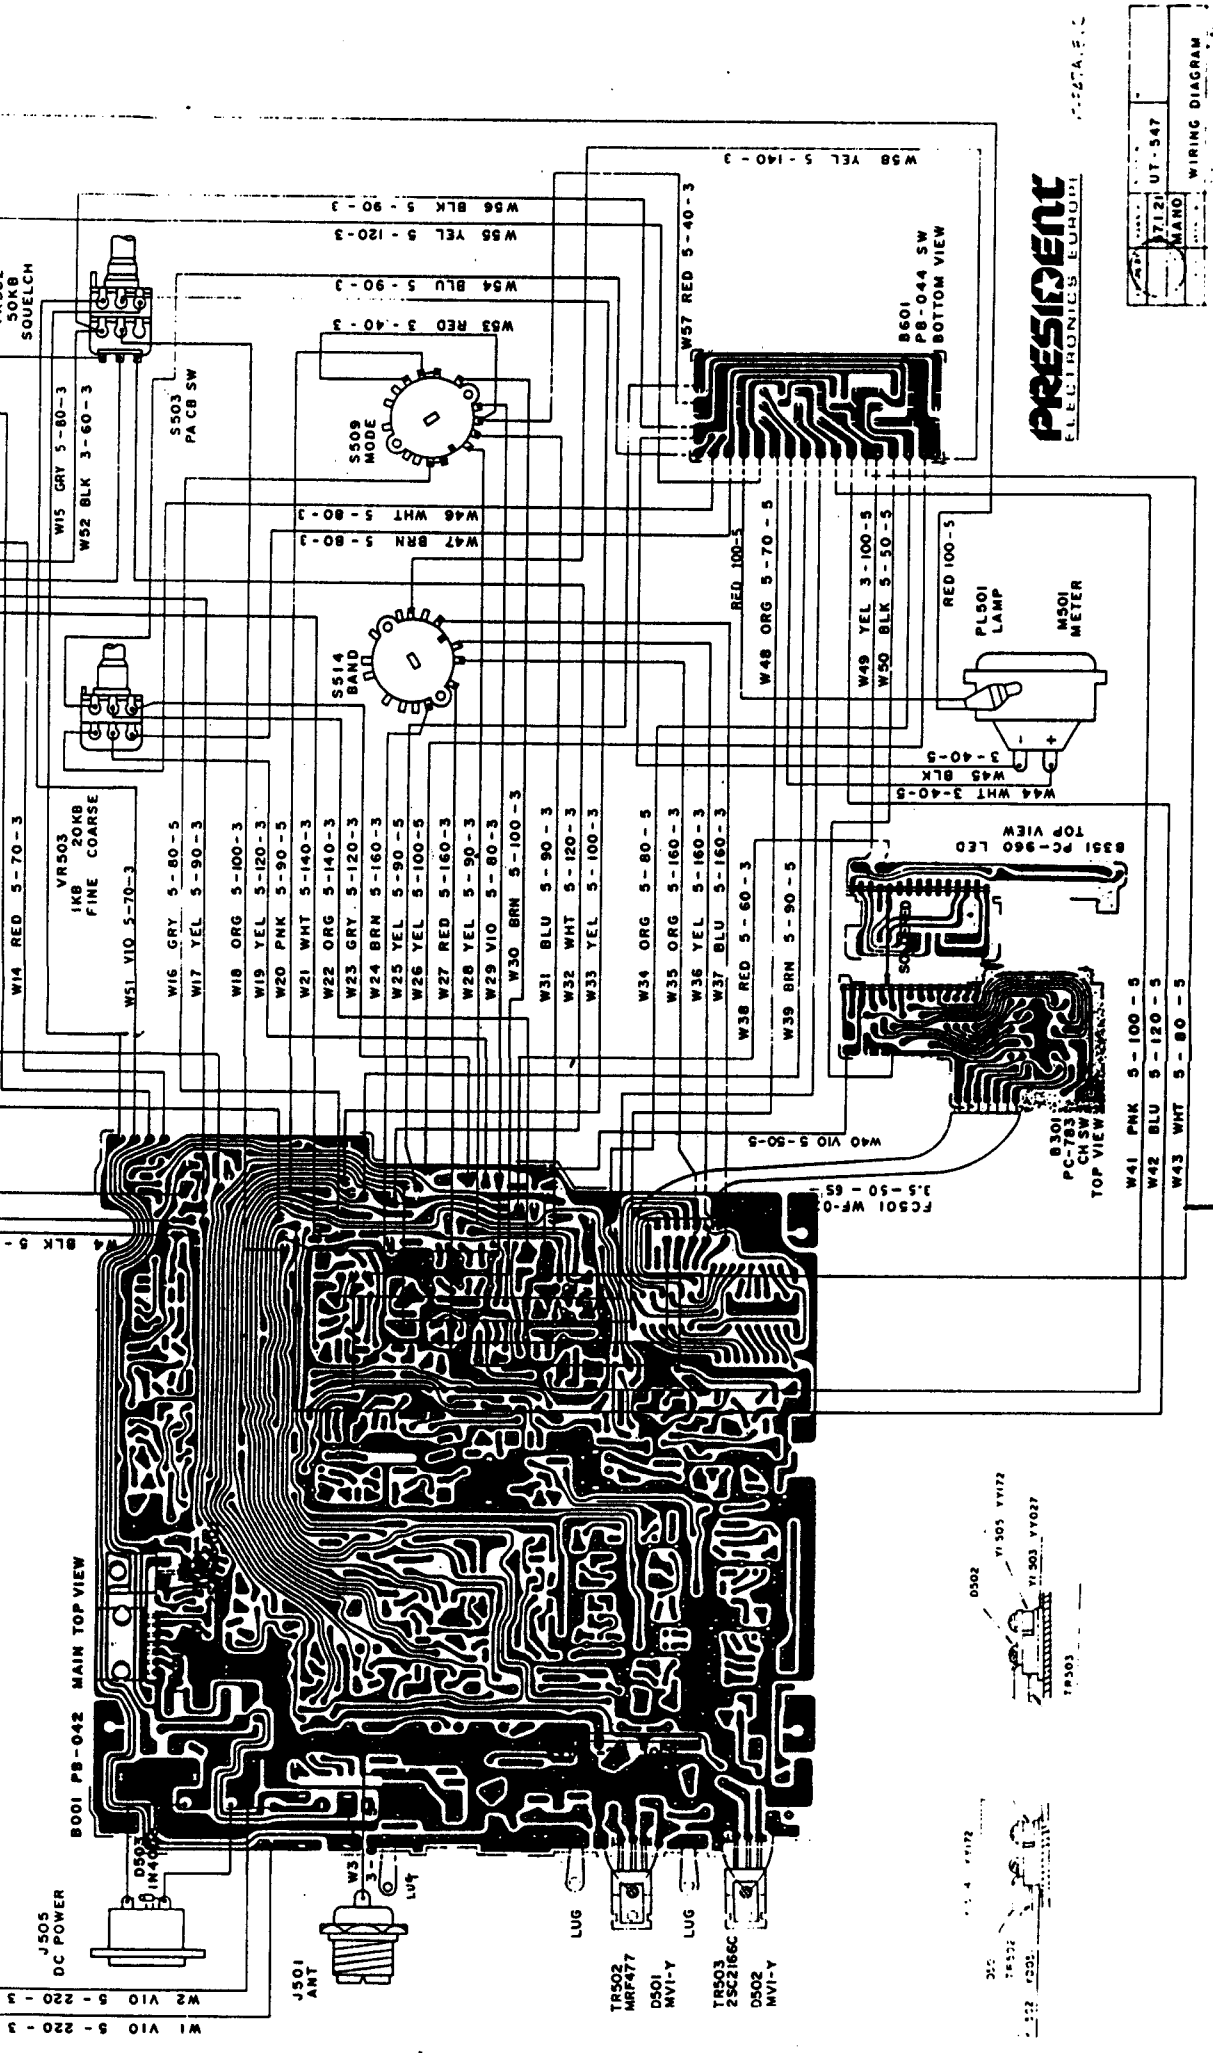 50KB
SQUELCH
W15 GRY 5-80-3
W52 BLK 3-60-3
S503
PA CB SW
W56 BLK 5-90-3
W55 YEL 5-120-3
W54 BLU 5-90-3
W53 RED 3-40-3
W58 YEL 5-140-3
W57 RED 5-40-3
S509
MODE
B601
PB-044 SW
BOTTOM VIEW
PRESIDENT
ELECTRONICS EUROPE
UT-547
MANO
WIRING DIAGRAM
W46 WHT 5-80-3
W47 BRN 5-80-3
S514
BAND
RED 100-5
W48 ORG 5-70-5
W49 YEL 3-100-5
W50 BLK 5-50-5
RED 100-5
PL501
LAMP
M501
METER
- +
W45 BLK
3-40-5
W44 WHT 3-40-5
VR503
1KB 20KB
FINE COARSE
W14 RED 5-70-3
W51 VIO 5-70-3
W16 GRY 5-80-5
W17 YEL 5-90-3
W18 ORG 5-100-3
W19 YEL 5-120-3
W20 PNK 5-90-5
W21 WHT 5-140-3
W22 ORG 5-140-3
W23 GRY 5-120-3
W24 BRN 5-160-3
W25 YEL 5-90-5
W26 YEL 5-100-5
W27 RED 5-160-3
W28 YEL 5-90-3
W29 VIO 5-80-3
W30 BRN 5-100-3
W31 BLU 5-90-3
W32 WHT 5-120-3
W33 YEL 5-100-3
W34 ORG 5-80-5
W35 ORG 5-160-3
W36 YEL 5-160-3
W37 BLU 5-160-3
W38 RED 5-60-3
W39 BRN 5-90-5
B351 PC-960 LED
TOP VIEW
B301
PC-783
CH SW
TOP VIEW
W40 VIO 5-50-5
FC501 WF-0
3.5-50-65
W41 PNK 5-100-5
W42 BLU 5-120-5
W43 WHT 5-80-5
W4 BLK 5-
B001 PB-042 MAIN TOP VIEW
J505
DC POWER
J501
ANT
W3
3-
LUG
LUG
TR502
MRF477
D501
MV1-Y
LUG
TR503
2SC2166C
D502
MV1-Y
W2 VIO 5-220-3
W1 VIO 5-220-3
D502
Y1505 YY172
Y1503 YY027
TR503